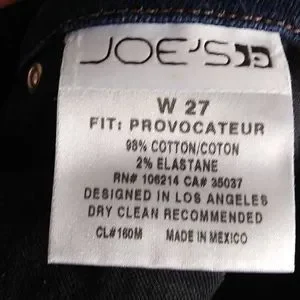 JOE'S
W 27
FIT: PROVOCATEUR
98% COTTON/COTON
2% ELASTANE
RN# 106214 CA# 35037
DESIGNED IN LOS ANGELES
DRY CLEAN RECOMMENDED
CL#160M MADE IN MEXICO